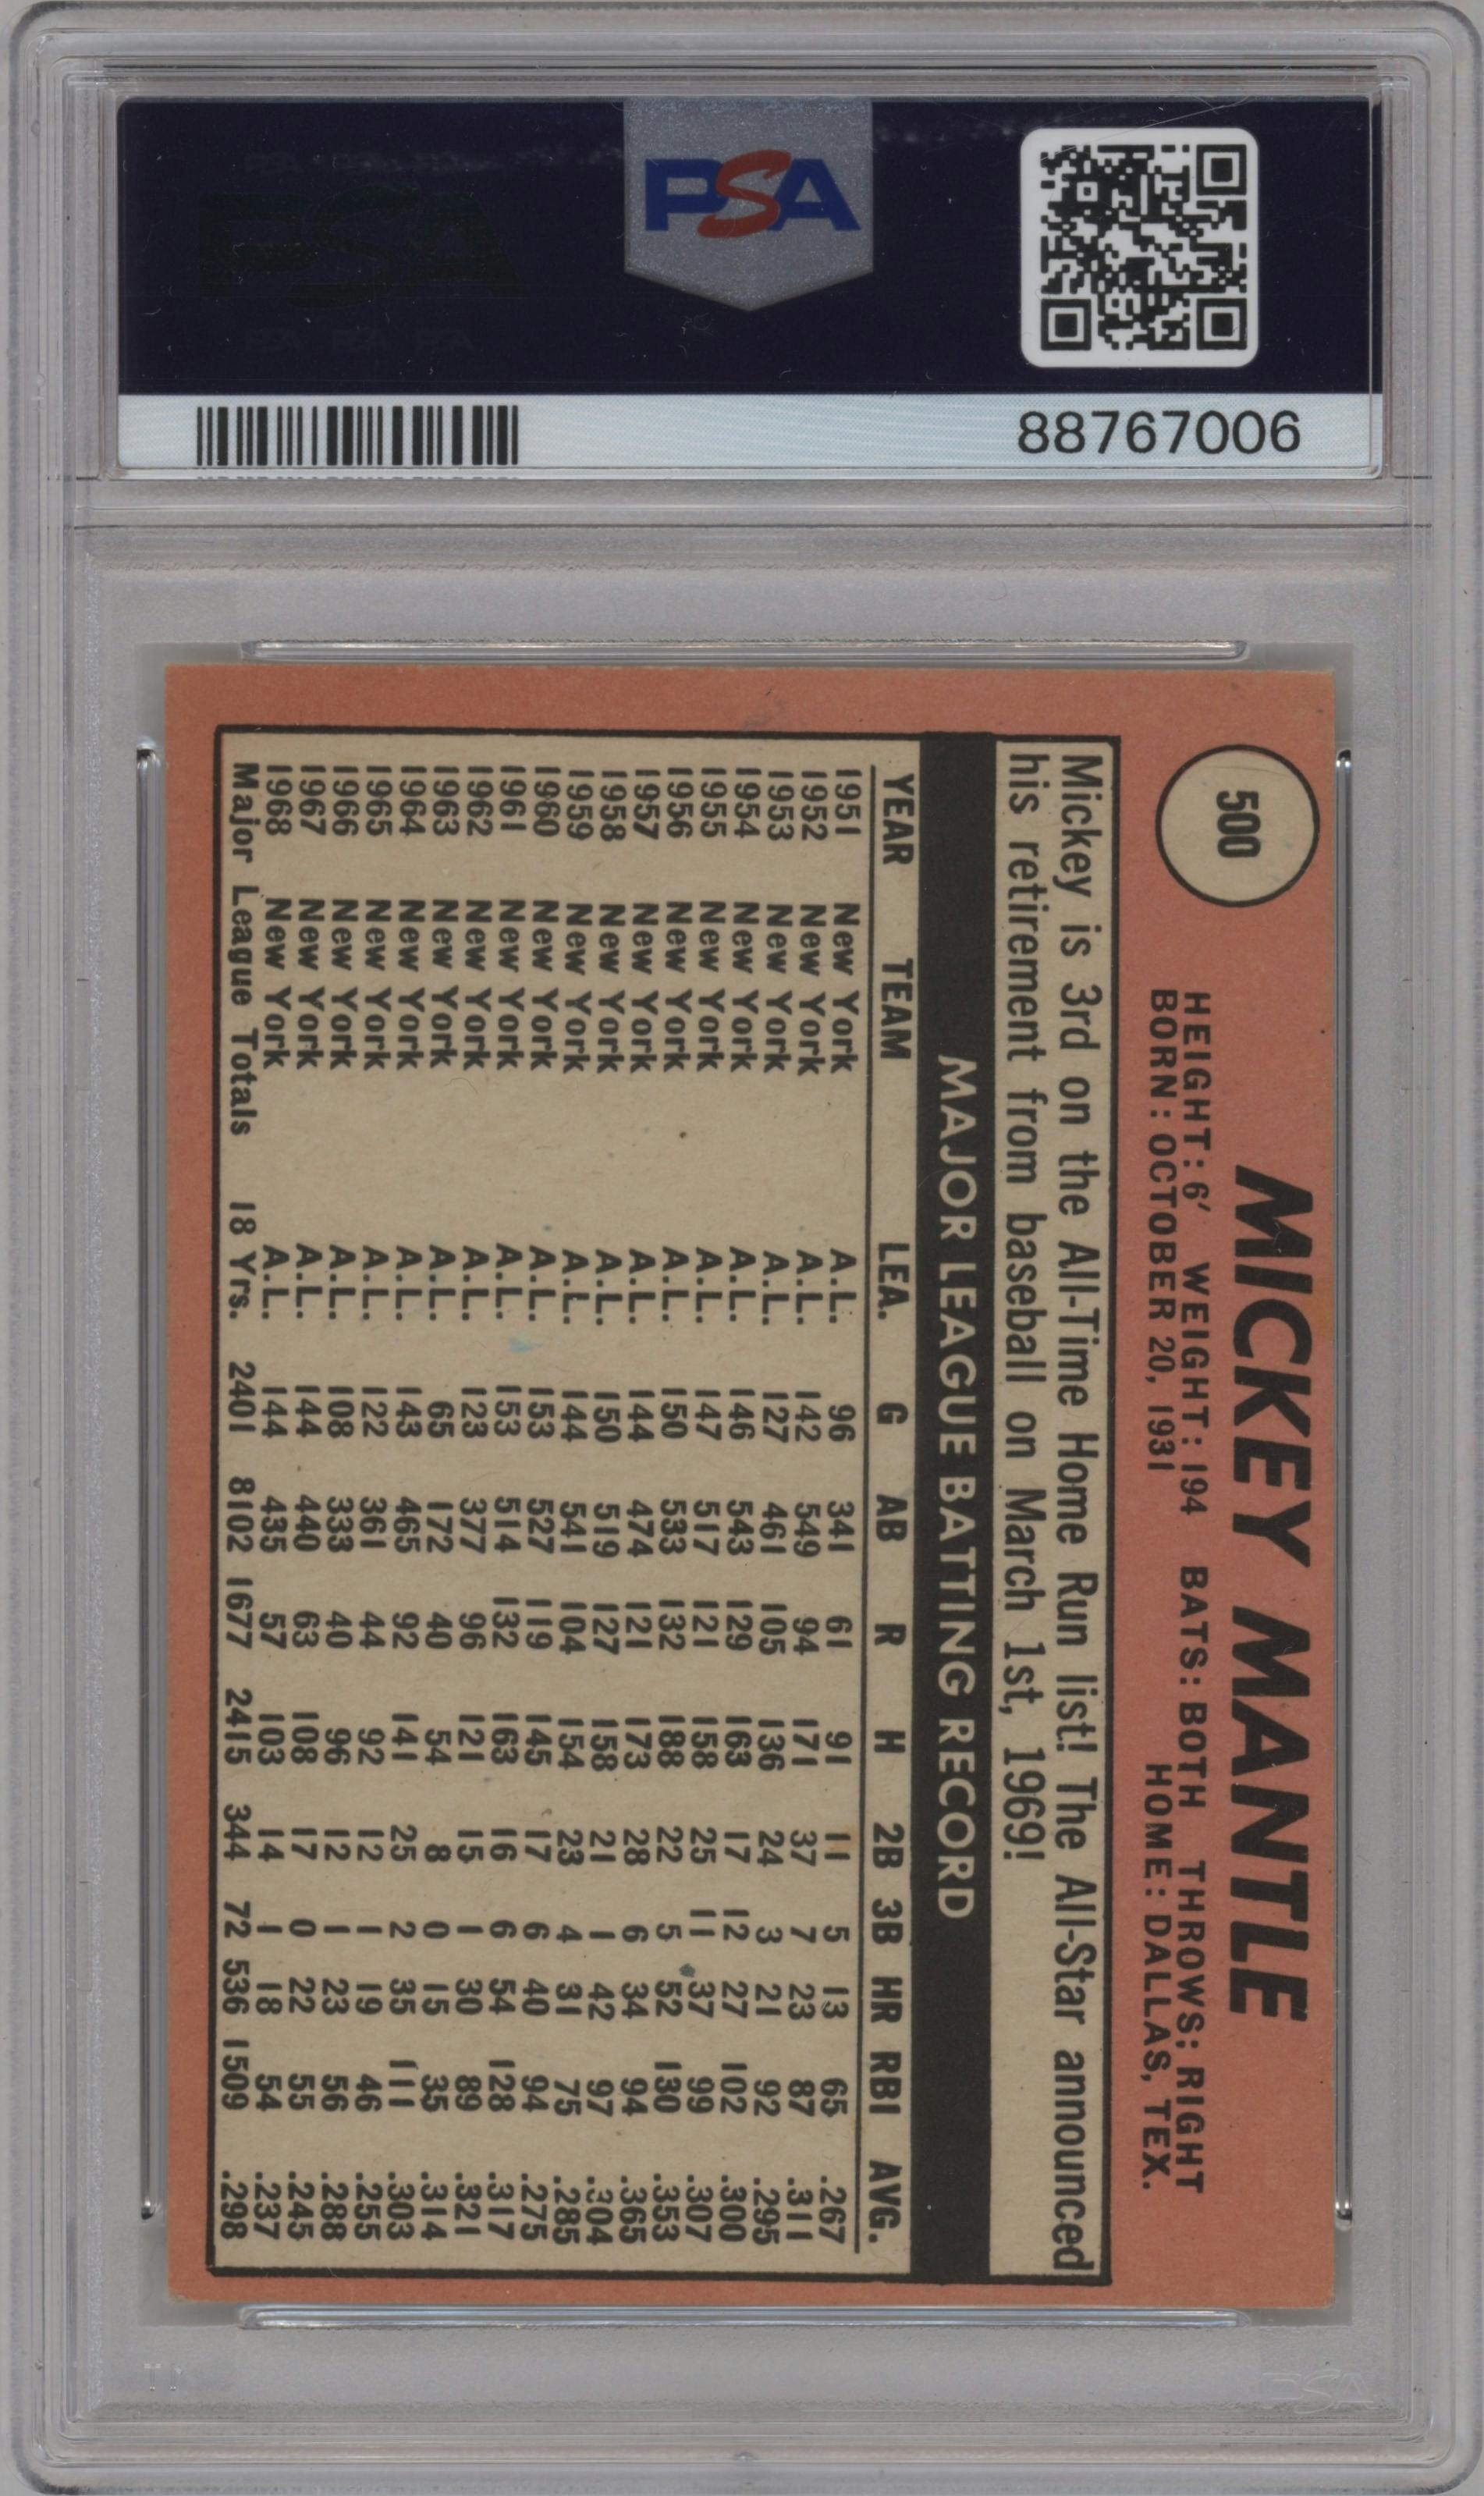 PSA
88767006
500
MICKEY MANTLE
HEIGHT: 6' WEIGHT: 194 BATS: BOTH THROWS: RIGHT
BORN: OCTOBER 20, 1931 HOME: DALLAS, TEX.
Mickey is 3rd on the All-Time Home Run list! The All-Star announced
his retirement from baseball on March 1st, 1969!
MAJOR LEAGUE BATTING RECORD
YEAR TEAM LEA. G AB R H 2B 3B HR RBI AVG.
1951 New York A.L. 96 341 61 91 11 5 13 65 .267
1952 New York A.L. 142 549 94 171 37 7 23 87 .311
1953 New York A.L. 127 461 105 136 24 3 21 92 .295
1954 New York A.L. 146 543 129 163 17 12 27 102 .300
1955 New York A.L. 147 517 121 158 25 11 37 99 .307
1956 New York A.L. 150 533 132 188 22 5 52 130 .353
1957 New York A.L. 144 474 121 173 28 6 34 94 .365
1958 New York A.L. 150 519 127 158 21 1 42 97 .304
1959 New York A.L. 144 541 104 154 23 4 31 75 .285
1960 New York A.L. 153 527 119 145 17 6 40 94 .275
1961 New York A.L. 153 514 132 163 16 6 54 128 .317
1962 New York A.L. 123 377 96 121 15 1 30 89 .321
1963 New York A.L. 65 172 40 54 8 0 15 35 .314
1964 New York A.L. 143 465 92 141 25 2 35 111 .303
1965 New York A.L. 122 361 44 92 12 1 19 46 .255
1966 New York A.L. 108 333 40 96 12 1 23 56 .288
1967 New York A.L. 144 440 63 108 17 0 22 55 .245
1968 New York A.L. 144 435 57 103 14 1 18 54 .237
Major League Totals 18 Yrs. 2401 8102 1677 2415 344 72 536 1509 .298
PSA